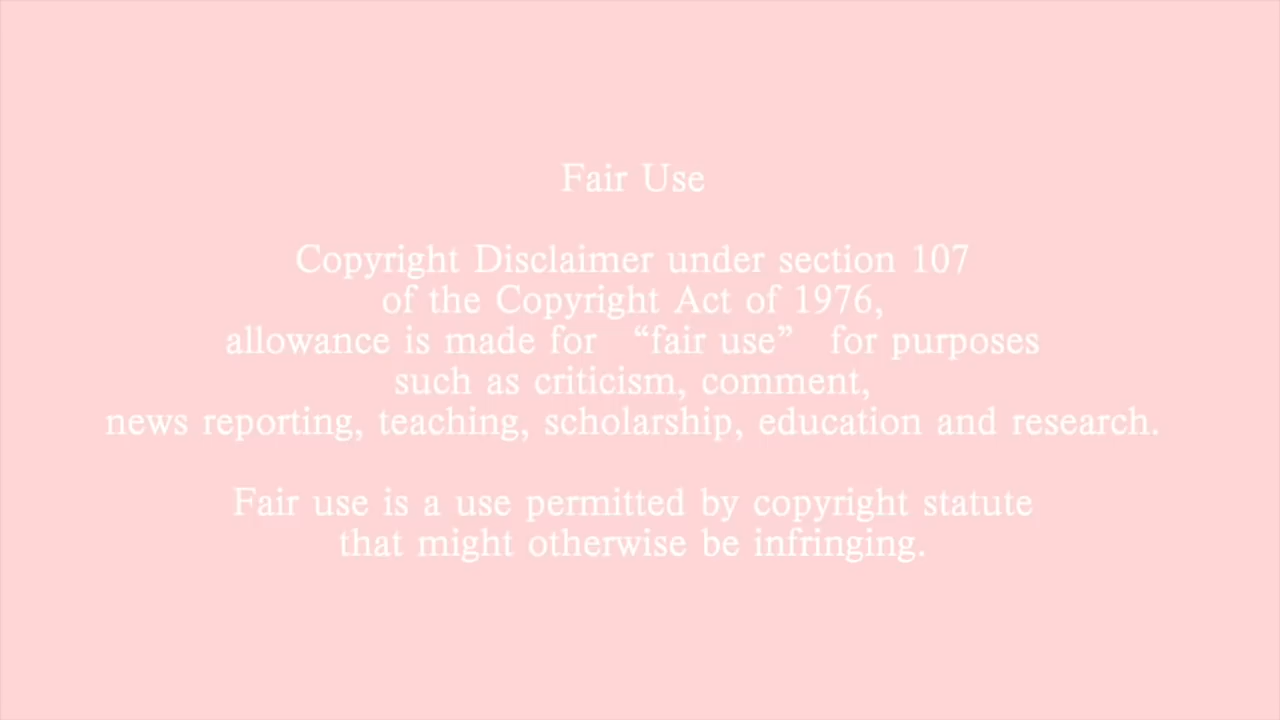 Fair Use
Copyright Disclaimer under section 107
of the Copyright Act of 1976,
allowance is made for “fair use” for purposes
such as criticism, comment,
news reporting, teaching, scholarship, education and research.
Fair use is a use permitted by copyright statute
that might otherwise be infringing.